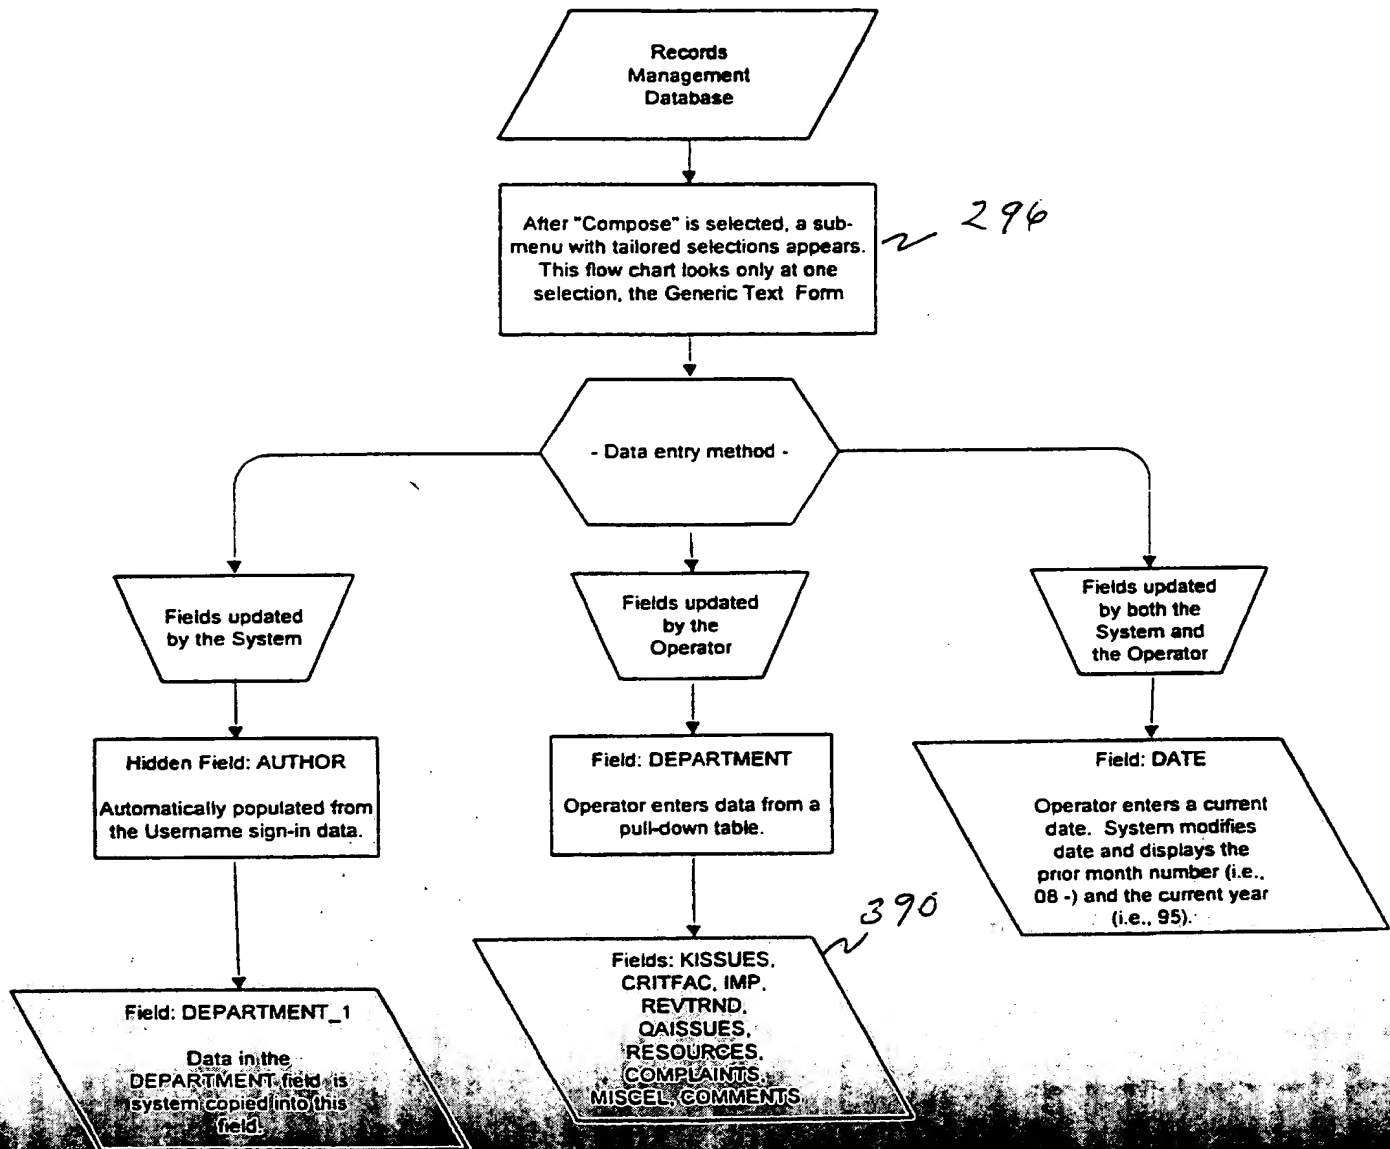 Records
Management
Database
After "Compose" is selected, a sub-
menu with tailored selections appears.
This flow chart looks only at one
selection, the Generic Text Form
296
- Data entry method -
Fields updated
by the System
Fields updated
by the
Operator
Fields updated
by both the
System and
the Operator
Hidden Field: AUTHOR
Automatically populated from
the Username sign-in data.
Field: DEPARTMENT
Operator enters data from a
pull-down table.
Field: DATE
Operator enters a current
date. System modifies
date and displays the
prior month number (i.e.,
08 -) and the current year
(i.e., 95).
390
Field: DEPARTMENT_1
Data in the
DEPARTMENT field is
system copied into this
field.
Fields: KISSUES,
CRITFAC, IMP,
REVTRND,
QAISSUES,
RESOURCES,
COMPLAINTS,
MISCEL, COMMENTS